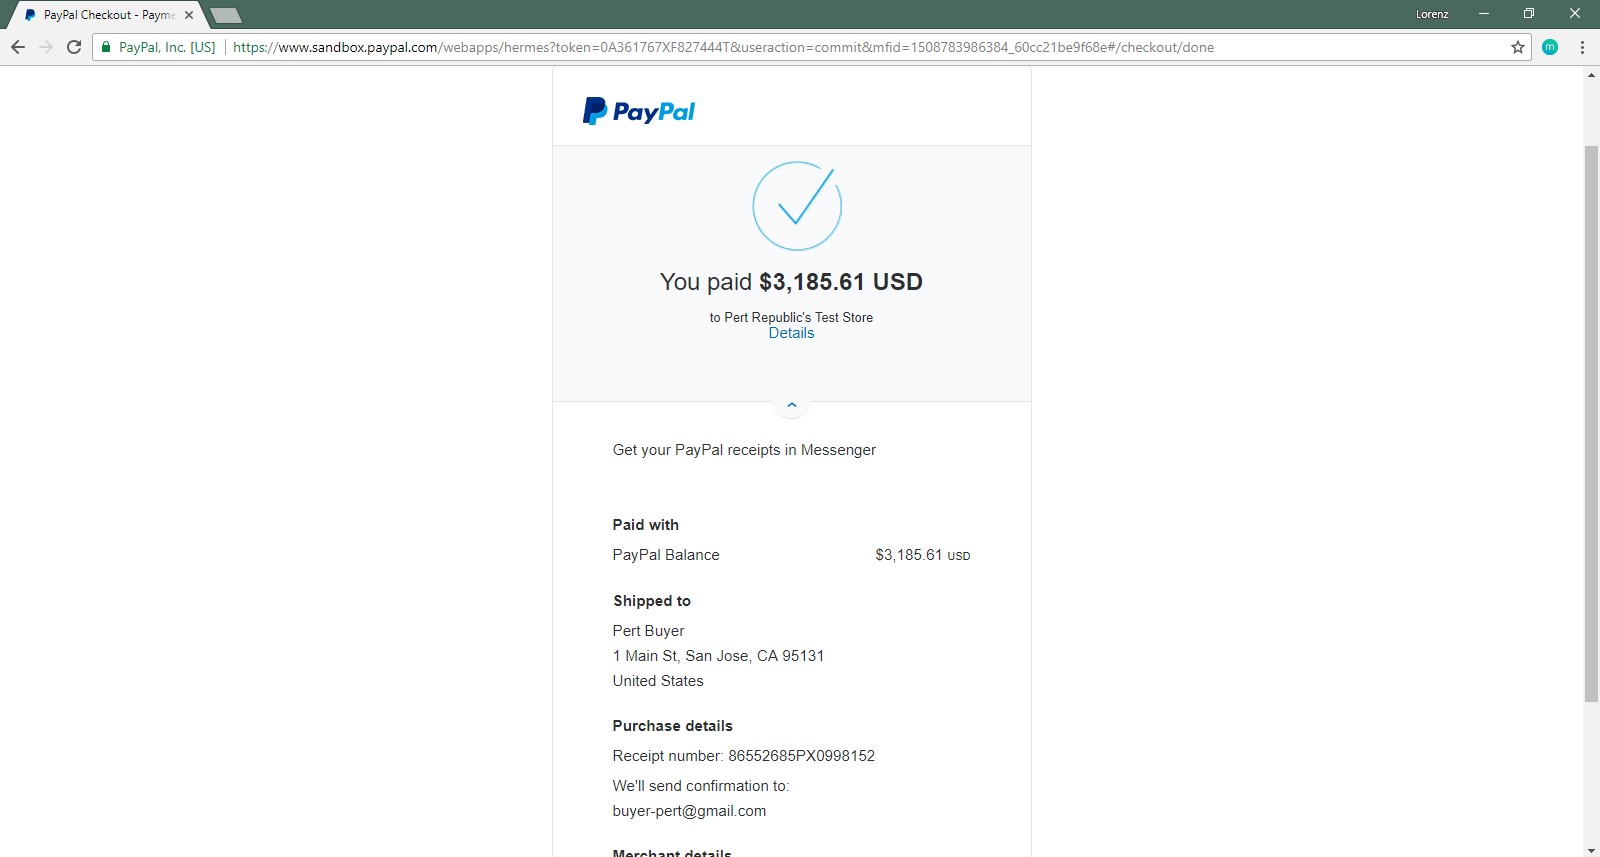 PayPal Checkout - Payme
Lorenz
PayPal, Inc. [US]
https://www.sandbox.paypal.com/webapps/hermes?token=0A361767XF827444T&useraction=commit&mfid=1508783986384_60cc21be9f68e#/checkout/done
m
PayPal
You paid $3,185.61 USD
to Pert Republic's Test Store
Details
Get your PayPal receipts in Messenger
Paid with
PayPal Balance $3,185.61 USD
Shipped to
Pert Buyer
1 Main St, San Jose, CA 95131
United States
Purchase details
Receipt number: 86552685PX0998152
We'll send confirmation to:
buyer-pert@gmail.com
Merchant details